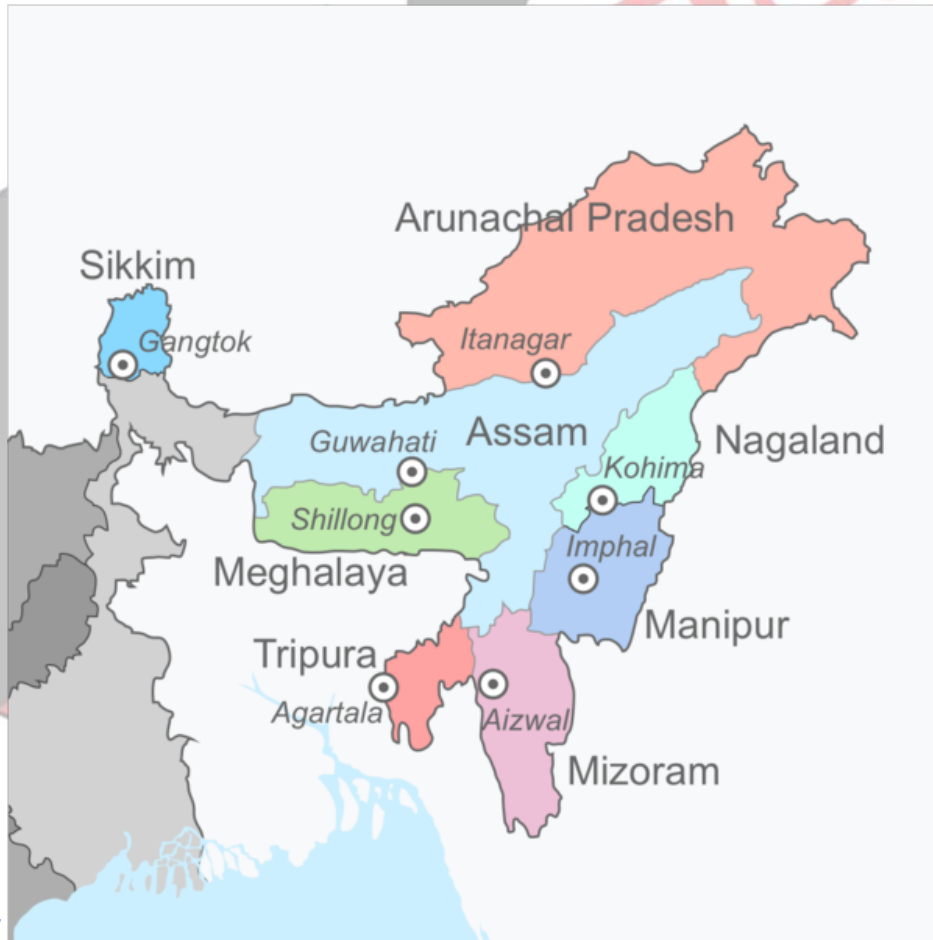 Arunachal Pradesh
Sikkim
Gangtok
Itanagar
Guwahati
Assam
Nagaland
Kohima
Shillong
Imphal
Meghalaya
Manipur
Tripura
Agartala
Aizwal
Mizoram